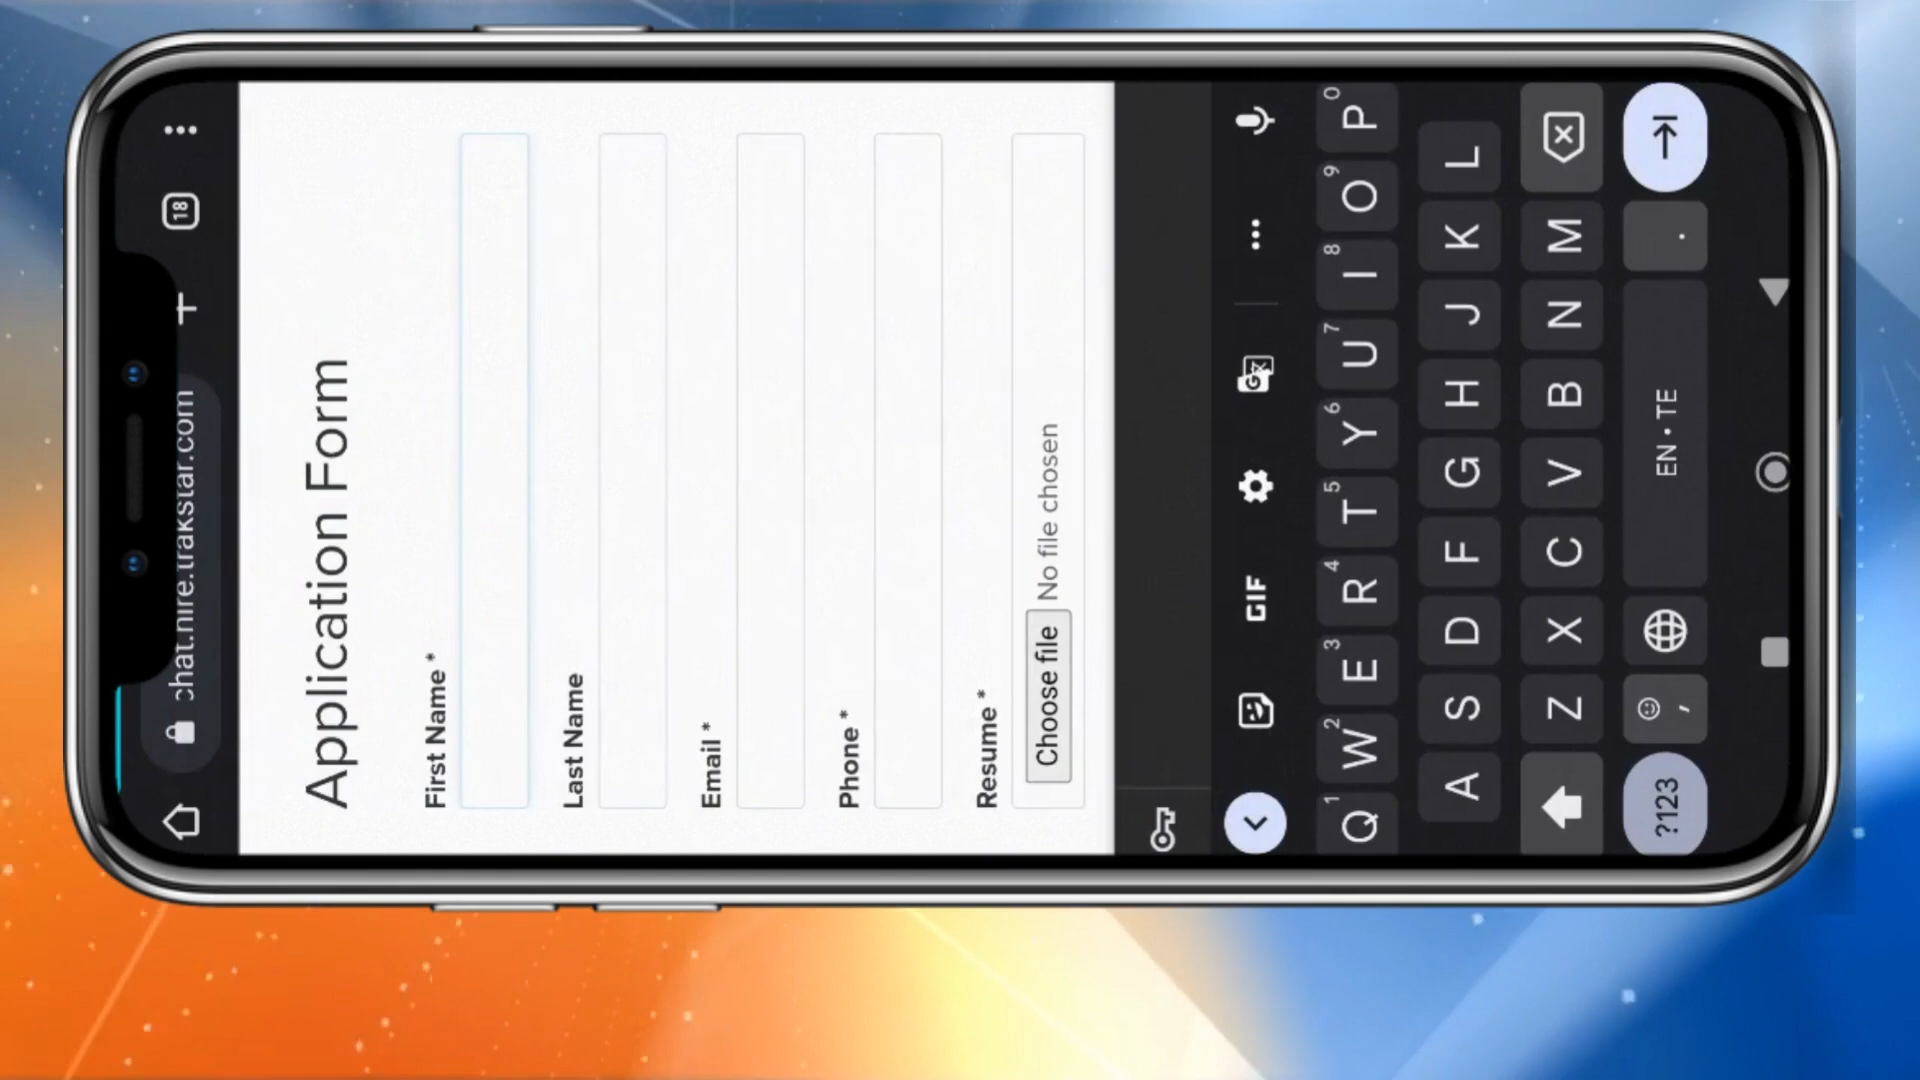 chat.hire.trakstar.com
18
Application Form
First Name *
Last Name
Email *
Phone *
Resume *
Choose file No file chosen
GIF
Q 1 W 2 E 3 R 4 T 5 Y 6 U 7 I 8 O 9 P 0
A S D F G H J K L
Z X C V B N M
?123 , EN • TE .